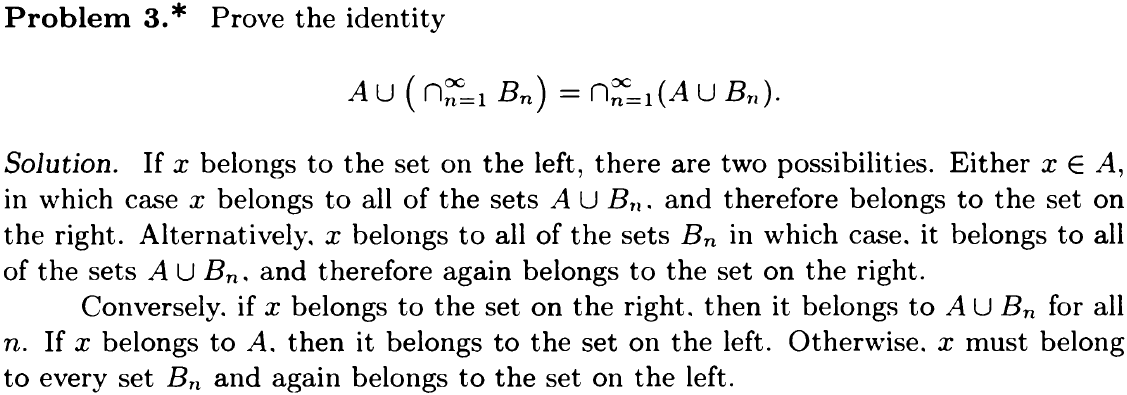 Problem 3.* Prove the identity
A ∪ ( ∩_{n=1}^{∞} B_n ) = ∩_{n=1}^{∞} (A ∪ B_n).
Solution. If x belongs to the set on the left, there are two possibilities. Either x ∈ A,
in which case x belongs to all of the sets A ∪ B_n, and therefore belongs to the set on
the right. Alternatively, x belongs to all of the sets B_n in which case, it belongs to all
of the sets A ∪ B_n, and therefore again belongs to the set on the right.
Conversely, if x belongs to the set on the right, then it belongs to A ∪ B_n for all
n. If x belongs to A, then it belongs to the set on the left. Otherwise, x must belong
to every set B_n and again belongs to the set on the left.